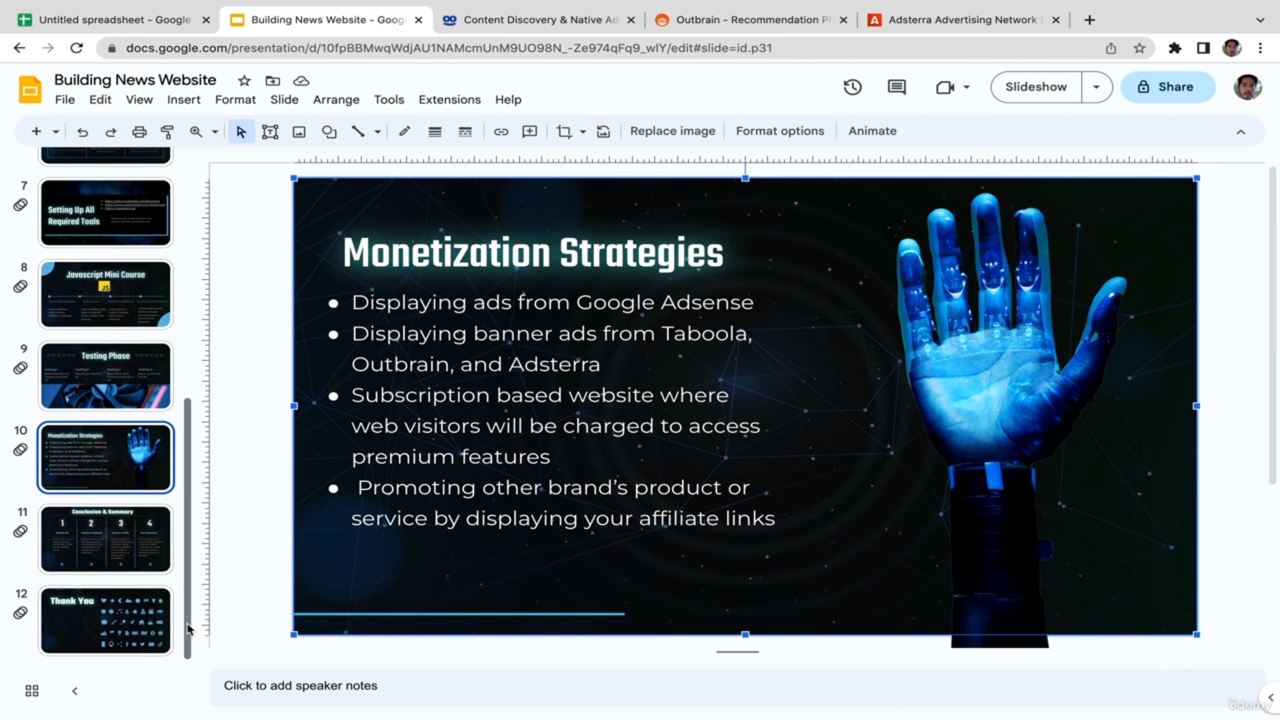 Untitled spreadsheet - Google
Building News Website - Goog
Content Discovery & Native Ad
Outbrain - Recommendation Pl
Adsterra Advertising Network |
docs.google.com/presentation/d/10fpBBMwqWdjAU1NAMcmUnM9UO98N_-Ze974qFq9_wlY/edit#slide=id.p31
Building News Website
File Edit View Insert Format Slide Arrange Tools Extensions Help
Slideshow
Share
Replace image Format options Animate
7
Setting Up All
Required Tools
8
Javascript Mini Course
JS
9
Testing Phase
10
Monetization Strategies
11
Conclusion & Summary
1 2 3 4
12
Thank You
Monetization Strategies
● Displaying ads from Google Adsense
● Displaying banner ads from Taboola,
Outbrain, and Adsterra
● Subscription based website where
web visitors will be charged to access
premium features
● Promoting other brand's product or
service by displaying your affiliate links
Click to add speaker notes
ûdemy